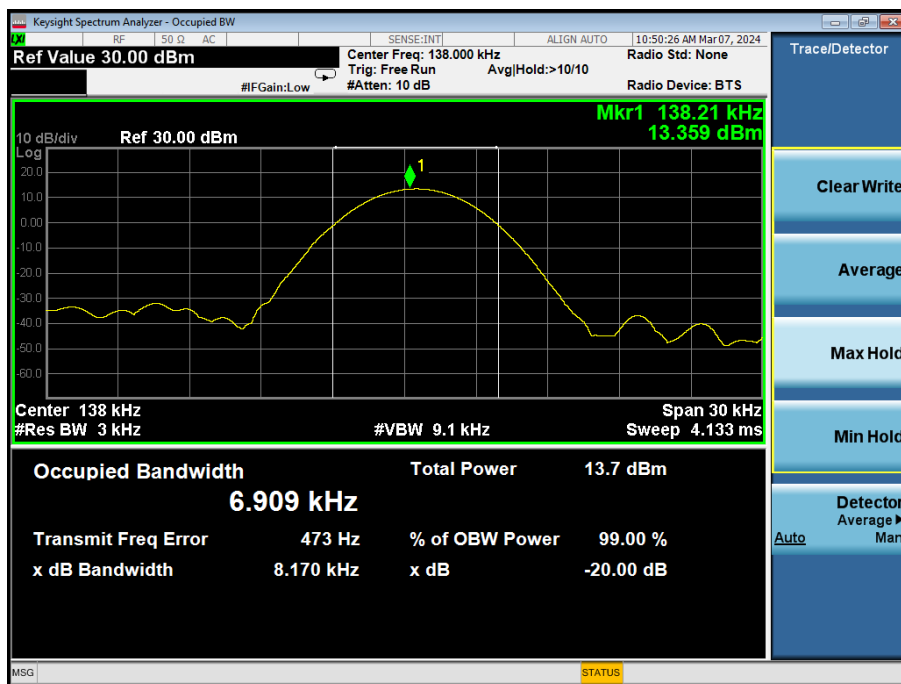 Keysight Spectrum Analyzer - Occupied BW
LXI RF 50 Ω AC SENSE:INT ALIGN AUTO 10:50:26 AM Mar 07, 2024
Ref Value 30.00 dBm
Center Freq: 138.000 kHz
Radio Std: None
Trig: Free Run Avg|Hold:>10/10
#IFGain:Low #Atten: 10 dB Radio Device: BTS
Mkr1 138.21 kHz
13.359 dBm
10 dB/div Ref 30.00 dBm
Log
20.0
10.0
0.00
-10.0
-20.0
-30.0
-40.0
-50.0
-60.0
1
Center 138 kHz Span 30 kHz
#Res BW 3 kHz #VBW 9.1 kHz Sweep 4.133 ms
Occupied Bandwidth Total Power 13.7 dBm
6.909 kHz
Transmit Freq Error 473 Hz % of OBW Power 99.00 %
x dB Bandwidth 8.170 kHz x dB -20.00 dB
MSG STATUS
Trace/Detector
Clear Write
Average
Max Hold
Min Hold
Detector
Average
Auto Man